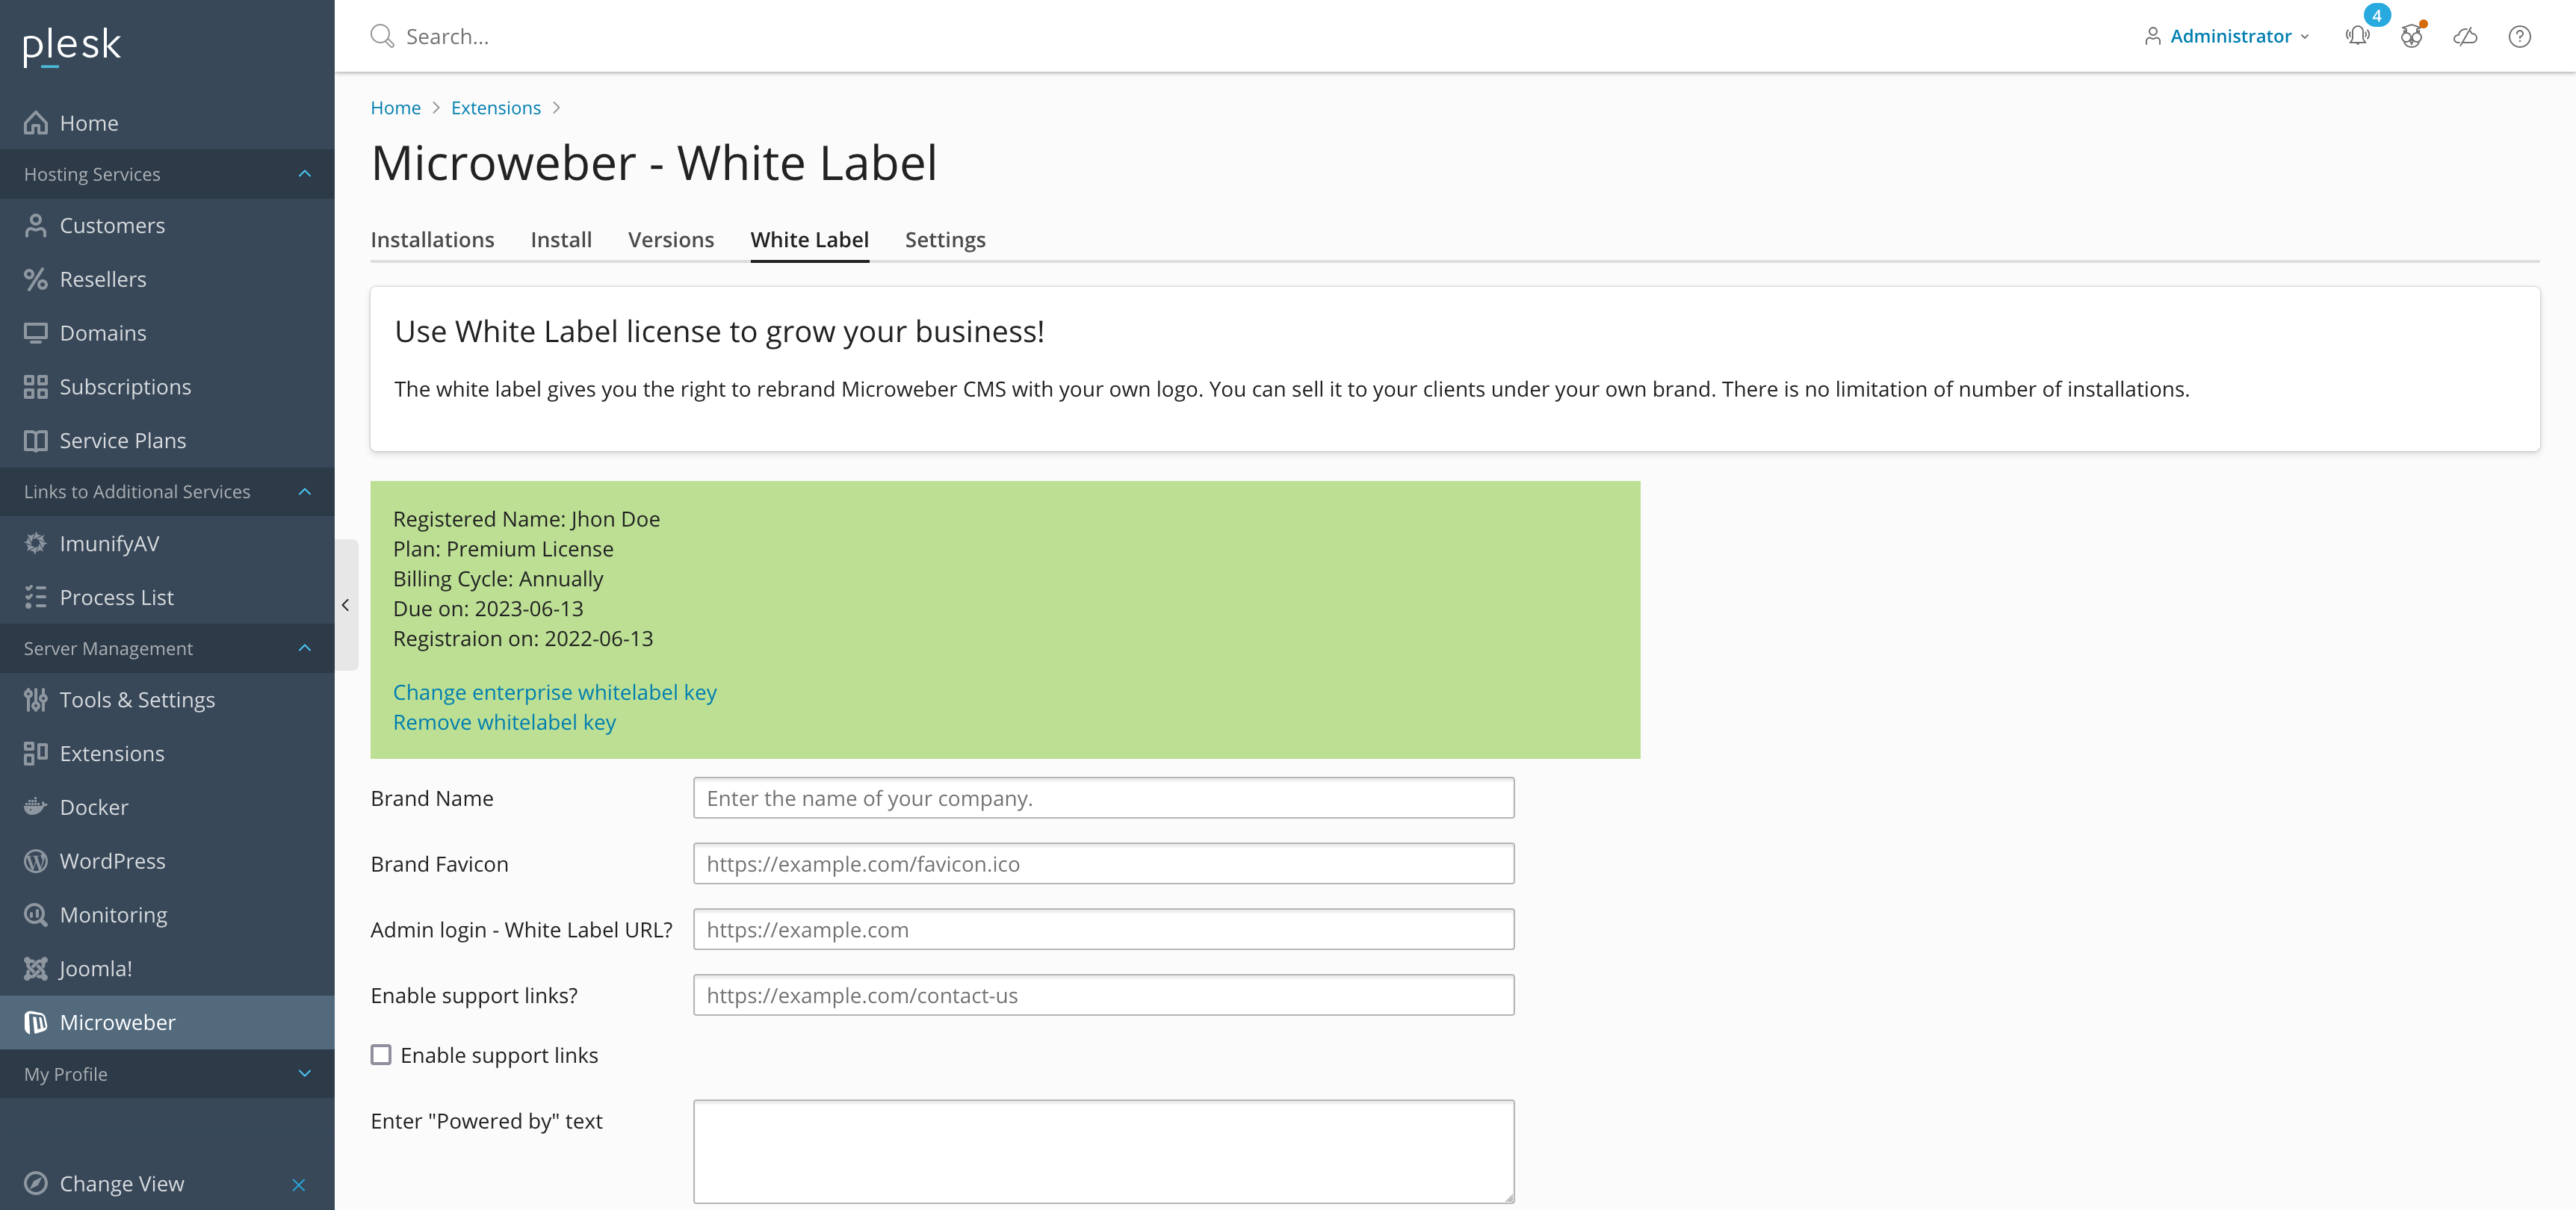 plesk
Home
Hosting Services
Customers
Resellers
Domains
Subscriptions
Service Plans
Links to Additional Services
ImunifyAV
Process List
Server Management
Tools & Settings
Extensions
Docker
WordPress
Monitoring
Joomla!
Microweber
My Profile
Change View
Search...
Administrator
4
Home
Extensions
Microweber - White Label
Installations
Install
Versions
White Label
Settings
Use White Label license to grow your business!
The white label gives you the right to rebrand Microweber CMS with your own logo. You can sell it to your clients under your own brand. There is no limitation of number of installations.
Registered Name: Jhon Doe
Plan: Premium License
Billing Cycle: Annually
Due on: 2023-06-13
Registraion on: 2022-06-13
Change enterprise whitelabel key
Remove whitelabel key
Brand Name
Enter the name of your company.
Brand Favicon
https://example.com/favicon.ico
Admin login - White Label URL?
https://example.com
Enable support links?
https://example.com/contact-us
Enable support links
Enter "Powered by" text